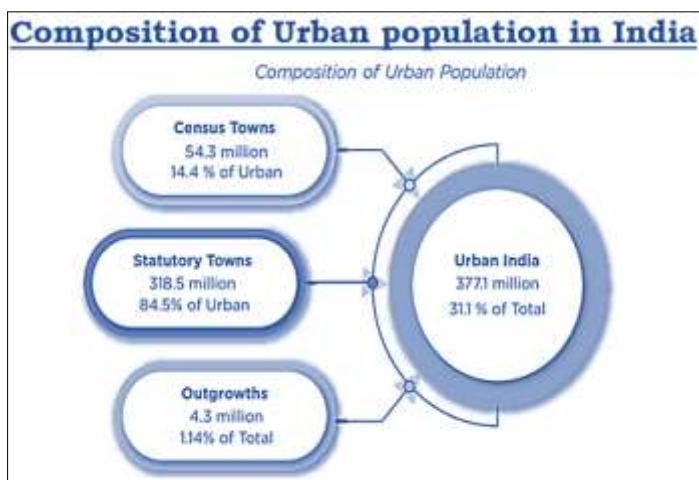 Composition of Urban population in India
Composition of Urban Population
Census Towns
54.3 million
14.4 % of Urban
Statutory Towns
318.5 million
84.5% of Urban
Outgrowths
4.3 million
1.14% of Total
Urban India
377.1 million
31.1 % of Total